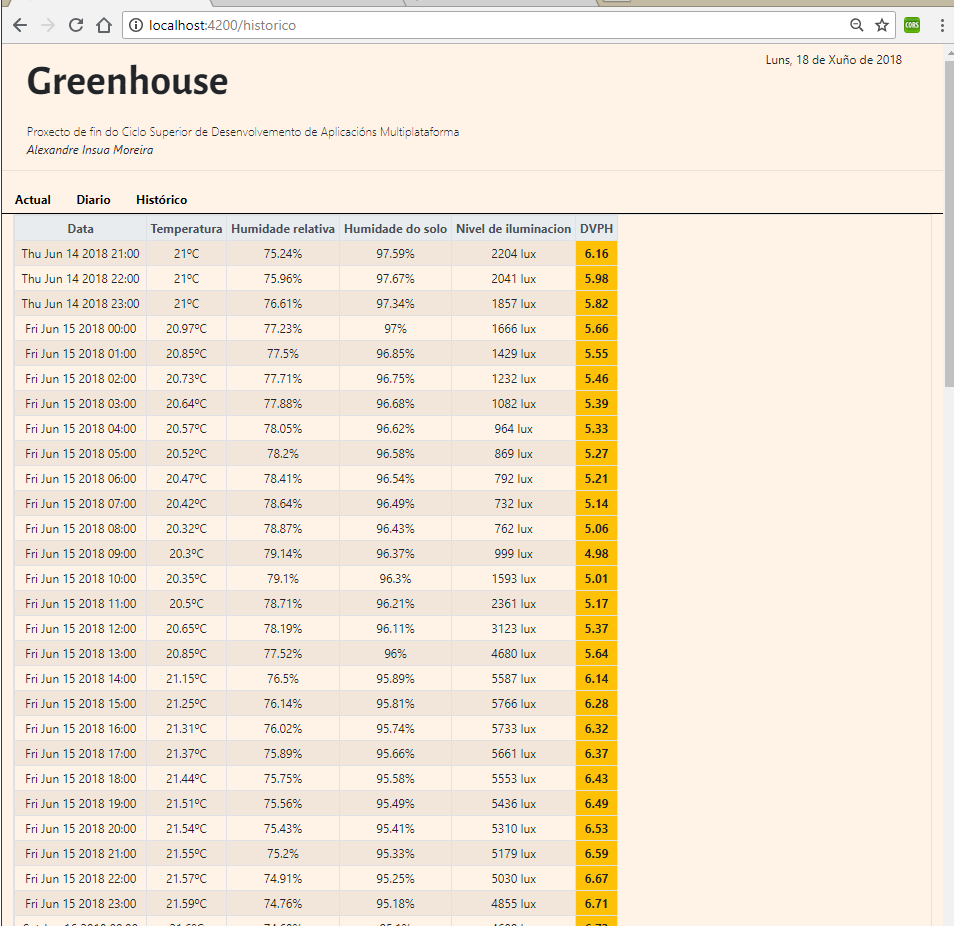 localhost:4200/historico
CORS
Luns, 18 de Xuño de 2018
Greenhouse
Proxecto de fin do Ciclo Superior de Desenvolvemento de Aplicacións Multiplataforma
Alexandre Insua Moreira
Actual Diario Histórico
Data Temperatura Humidade relativa Humidade do solo Nivel de iluminacion DVPH
Thu Jun 14 2018 21:00 21ºC 75.24% 97.59% 2204 lux 6.16
Thu Jun 14 2018 22:00 21ºC 75.96% 97.67% 2041 lux 5.98
Thu Jun 14 2018 23:00 21ºC 76.61% 97.34% 1857 lux 5.82
Fri Jun 15 2018 00:00 20.97ºC 77.23% 97% 1666 lux 5.66
Fri Jun 15 2018 01:00 20.85ºC 77.5% 96.85% 1429 lux 5.55
Fri Jun 15 2018 02:00 20.73ºC 77.71% 96.75% 1232 lux 5.46
Fri Jun 15 2018 03:00 20.64ºC 77.88% 96.68% 1082 lux 5.39
Fri Jun 15 2018 04:00 20.57ºC 78.05% 96.62% 964 lux 5.33
Fri Jun 15 2018 05:00 20.52ºC 78.2% 96.58% 869 lux 5.27
Fri Jun 15 2018 06:00 20.47ºC 78.41% 96.54% 792 lux 5.21
Fri Jun 15 2018 07:00 20.42ºC 78.64% 96.49% 732 lux 5.14
Fri Jun 15 2018 08:00 20.32ºC 78.87% 96.43% 762 lux 5.06
Fri Jun 15 2018 09:00 20.3ºC 79.14% 96.37% 999 lux 4.98
Fri Jun 15 2018 10:00 20.35ºC 79.1% 96.3% 1593 lux 5.01
Fri Jun 15 2018 11:00 20.5ºC 78.71% 96.21% 2361 lux 5.17
Fri Jun 15 2018 12:00 20.65ºC 78.19% 96.11% 3123 lux 5.37
Fri Jun 15 2018 13:00 20.85ºC 77.52% 96% 4680 lux 5.64
Fri Jun 15 2018 14:00 21.15ºC 76.5% 95.89% 5587 lux 6.14
Fri Jun 15 2018 15:00 21.25ºC 76.14% 95.81% 5766 lux 6.28
Fri Jun 15 2018 16:00 21.31ºC 76.02% 95.74% 5733 lux 6.32
Fri Jun 15 2018 17:00 21.37ºC 75.89% 95.66% 5661 lux 6.37
Fri Jun 15 2018 18:00 21.44ºC 75.75% 95.58% 5553 lux 6.43
Fri Jun 15 2018 19:00 21.51ºC 75.56% 95.49% 5436 lux 6.49
Fri Jun 15 2018 20:00 21.54ºC 75.43% 95.41% 5310 lux 6.53
Fri Jun 15 2018 21:00 21.55ºC 75.2% 95.33% 5179 lux 6.59
Fri Jun 15 2018 22:00 21.57ºC 74.91% 95.25% 5030 lux 6.67
Fri Jun 15 2018 23:00 21.59ºC 74.76% 95.18% 4855 lux 6.71